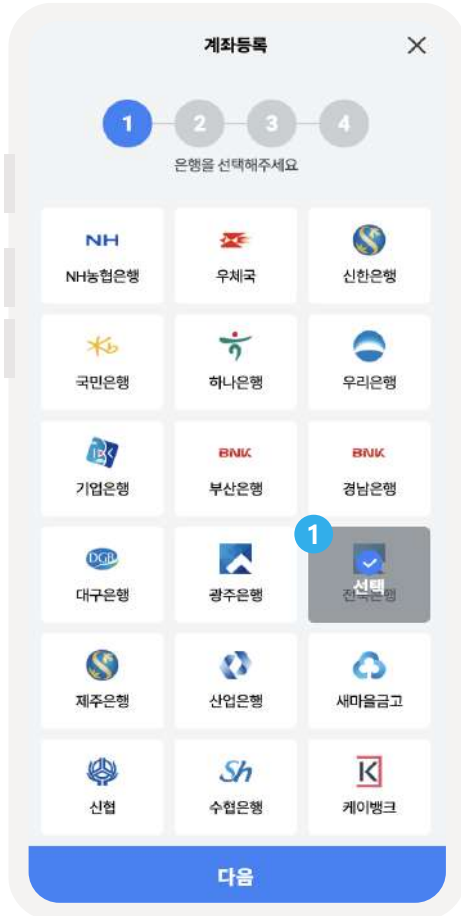 계좌등록
1 2 3 4
은행을 선택해주세요
NH
NH농협은행 우체국 신한은행
국민은행 하나은행 우리은행
IBK BNK BNK
기업은행 부산은행 경남은행
1
DGB 선택
대구은행 광주은행 전북은행
제주은행 산업은행 새마을금고
Sh K
신협 수협은행 케이뱅크
다음